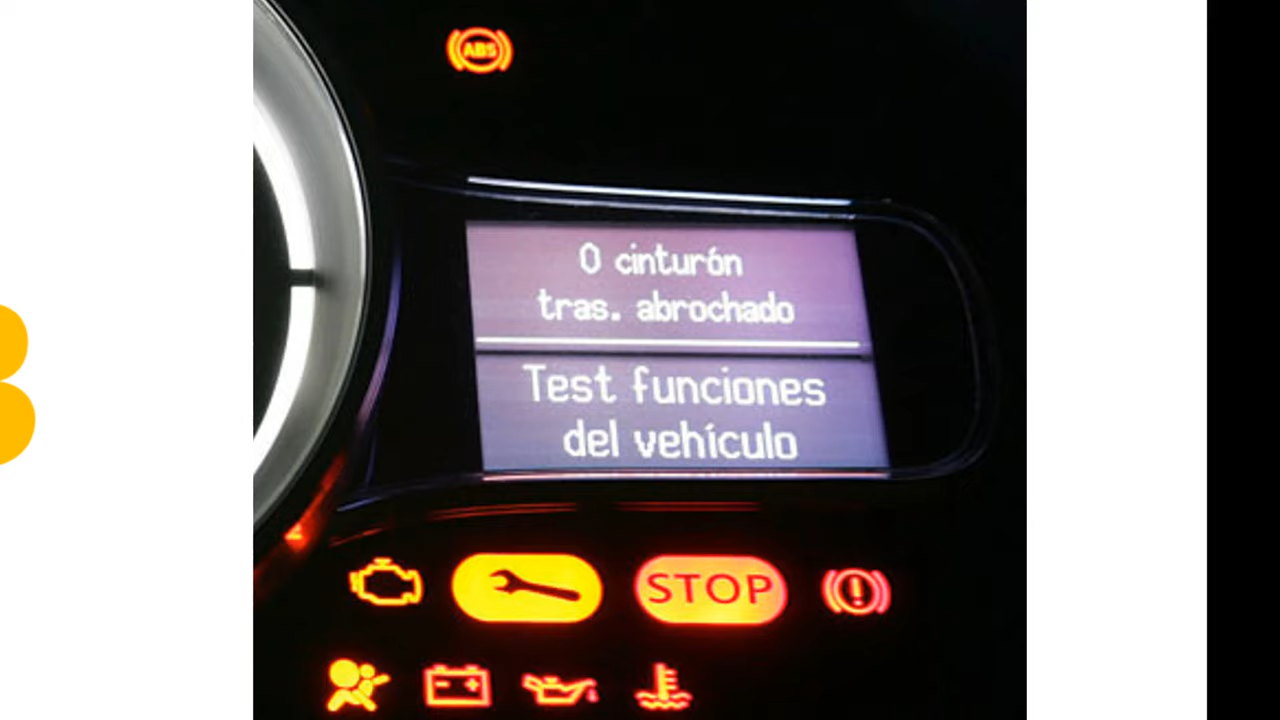 ABS
0 cinturón
tras. abrochado
Test funciones
del vehículo
STOP